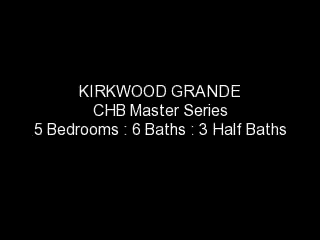 KIRKWOOD GRANDE
CHB Master Series
5 Bedrooms : 6 Baths : 3 Half Baths